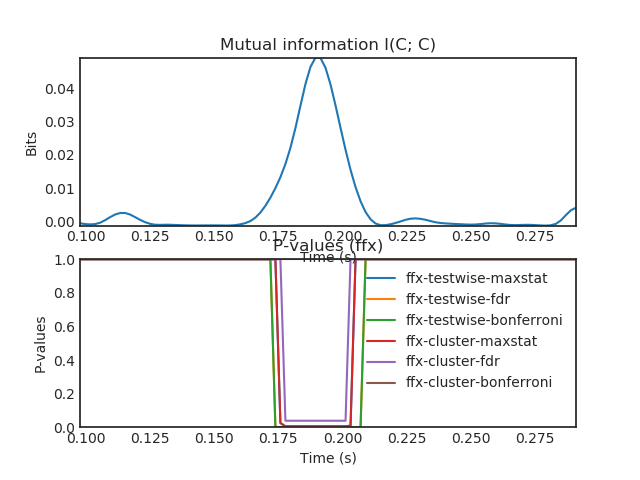 Mutual information I(C; C)
0.04
0.03
0.02
0.01
0.00
Bits
0.100 0.125 0.150 0.175 0.200 0.225 0.250 0.275
Time (s)
P-values (ffx)
1.0
0.8
0.6
0.4
0.2
0.0
P-values
ffx-testwise-maxstat
ffx-testwise-fdr
ffx-testwise-bonferroni
ffx-cluster-maxstat
ffx-cluster-fdr
ffx-cluster-bonferroni
0.100 0.125 0.150 0.175 0.200 0.225 0.250 0.275
Time (s)